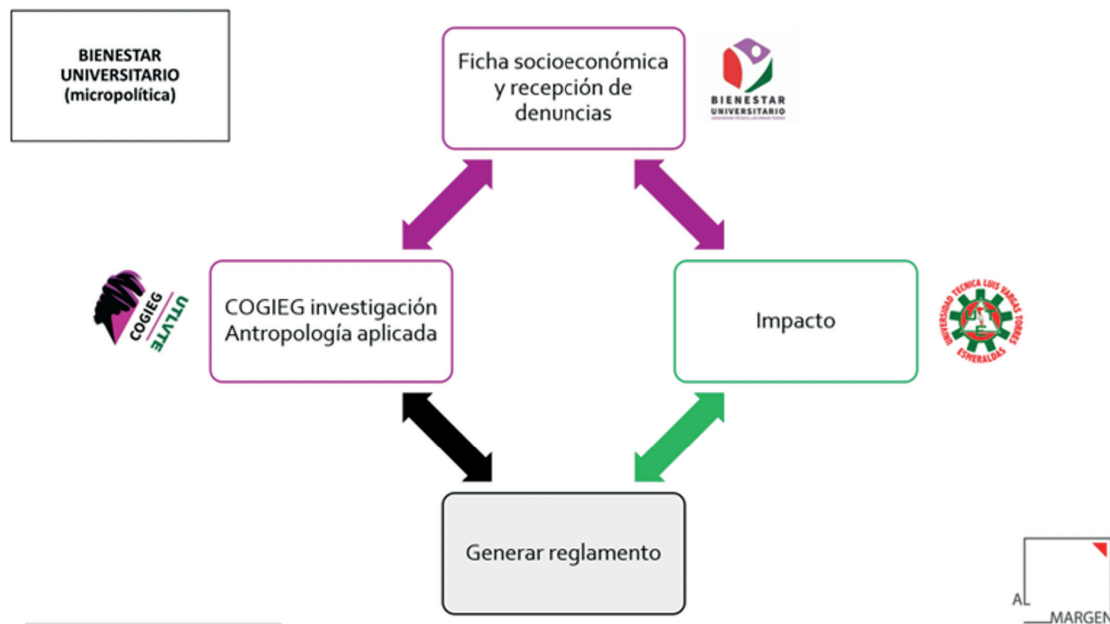 BIENESTAR
UNIVERSITARIO
(micropolítica)
Ficha socioeconómica
y recepción de
denuncias
BIENESTAR
UNIVERSITARIO
COGIEG
UTLVTE
COGIEG investigación
Antropología aplicada
Impacto
UNIVERSIDAD TECNICA LUIS VARGAS TORRES
ESMERALDAS
Generar reglamento
AL
MARGEN